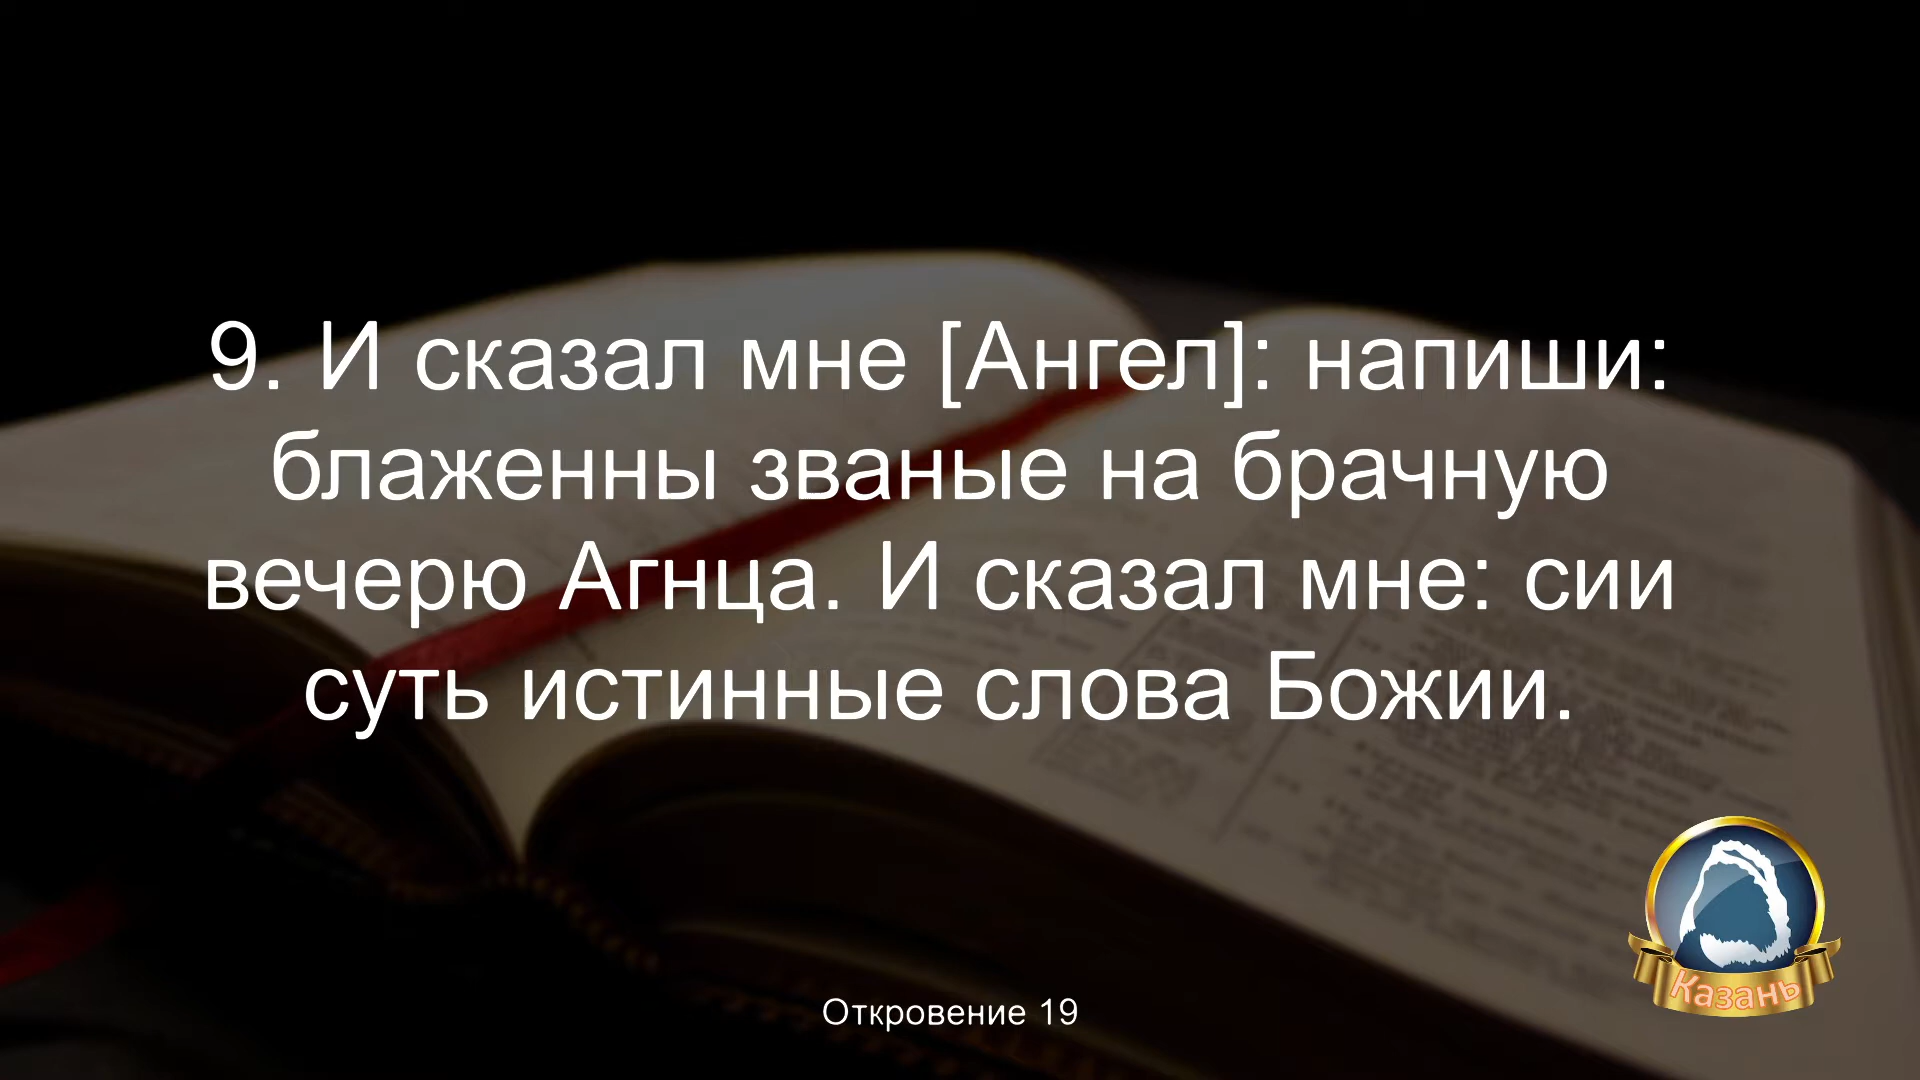 9. И сказал мне [Ангел]: напиши:
блаженны званые на брачную
вечерю Агнца. И сказал мне: сии
суть истинные слова Божии.
Откровение 19
Казань